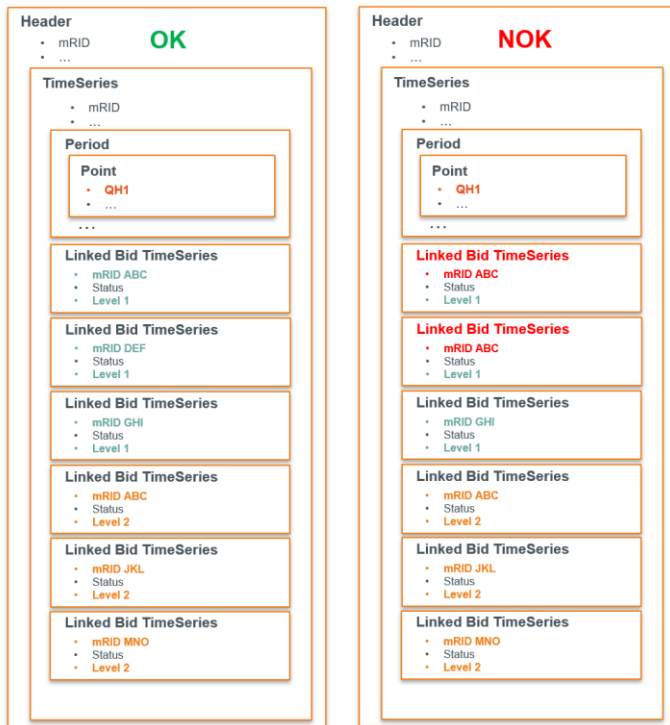 Header
OK
• mRID
• ...
TimeSeries
• mRID
• ...
Period
Point
• QH1
• ...
...
Linked Bid TimeSeries
• mRID ABC
• Status
• Level 1
Linked Bid TimeSeries
• mRID DEF
• Status
• Level 1
Linked Bid TimeSeries
• mRID GHI
• Status
• Level 1
Linked Bid TimeSeries
• mRID ABC
• Status
• Level 2
Linked Bid TimeSeries
• mRID JKL
• Status
• Level 2
Linked Bid TimeSeries
• mRID MNO
• Status
• Level 2
Header
NOK
• mRID
• ...
TimeSeries
• mRID
• ...
Period
Point
• QH1
• ...
...
Linked Bid TimeSeries
• mRID ABC
• Status
• Level 1
Linked Bid TimeSeries
• mRID ABC
• Status
• Level 1
Linked Bid TimeSeries
• mRID GHI
• Status
• Level 1
Linked Bid TimeSeries
• mRID ABC
• Status
• Level 2
Linked Bid TimeSeries
• mRID JKL
• Status
• Level 2
Linked Bid TimeSeries
• mRID MNO
• Status
• Level 2